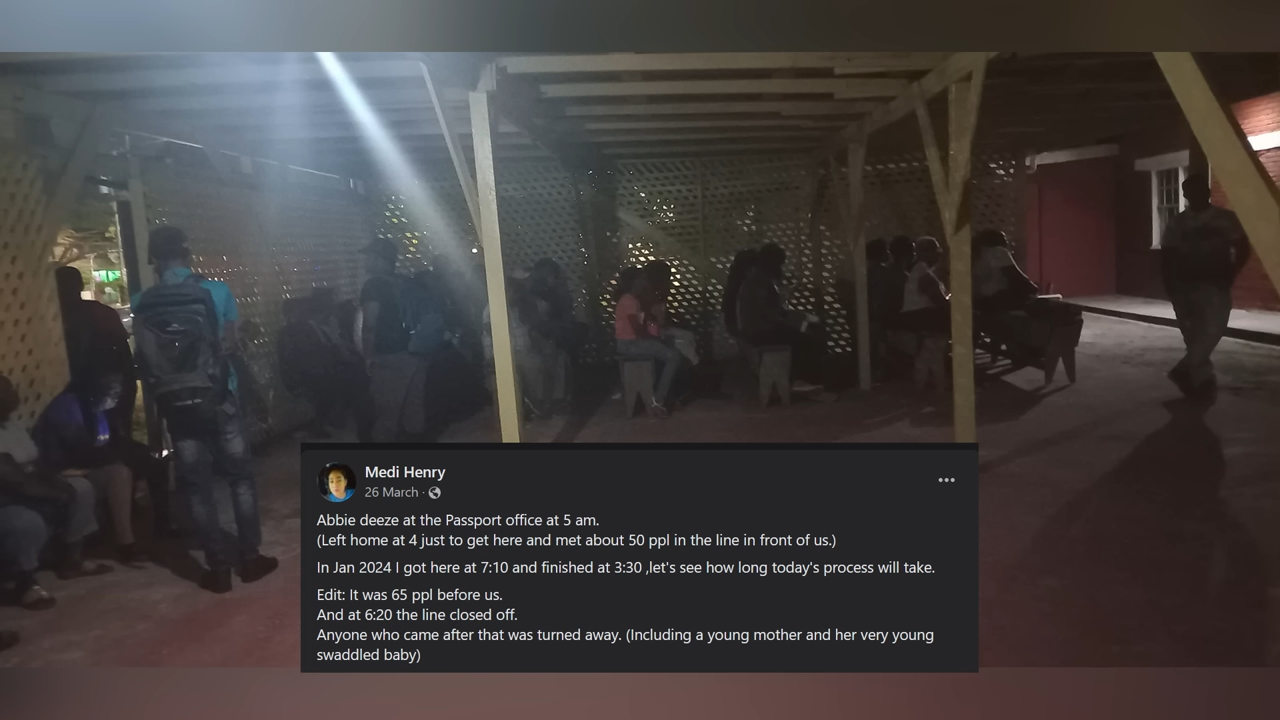 Medi Henry
26 March ·
Abbie deeze at the Passport office at 5 am.
(Left home at 4 just to get here and met about 50 ppl in the line in front of us.)
In Jan 2024 I got here at 7:10 and finished at 3:30 ,let's see how long today's process will take.
Edit: It was 65 ppl before us.
And at 6:20 the line closed off.
Anyone who came after that was turned away. (Including a young mother and her very young
swaddled baby)